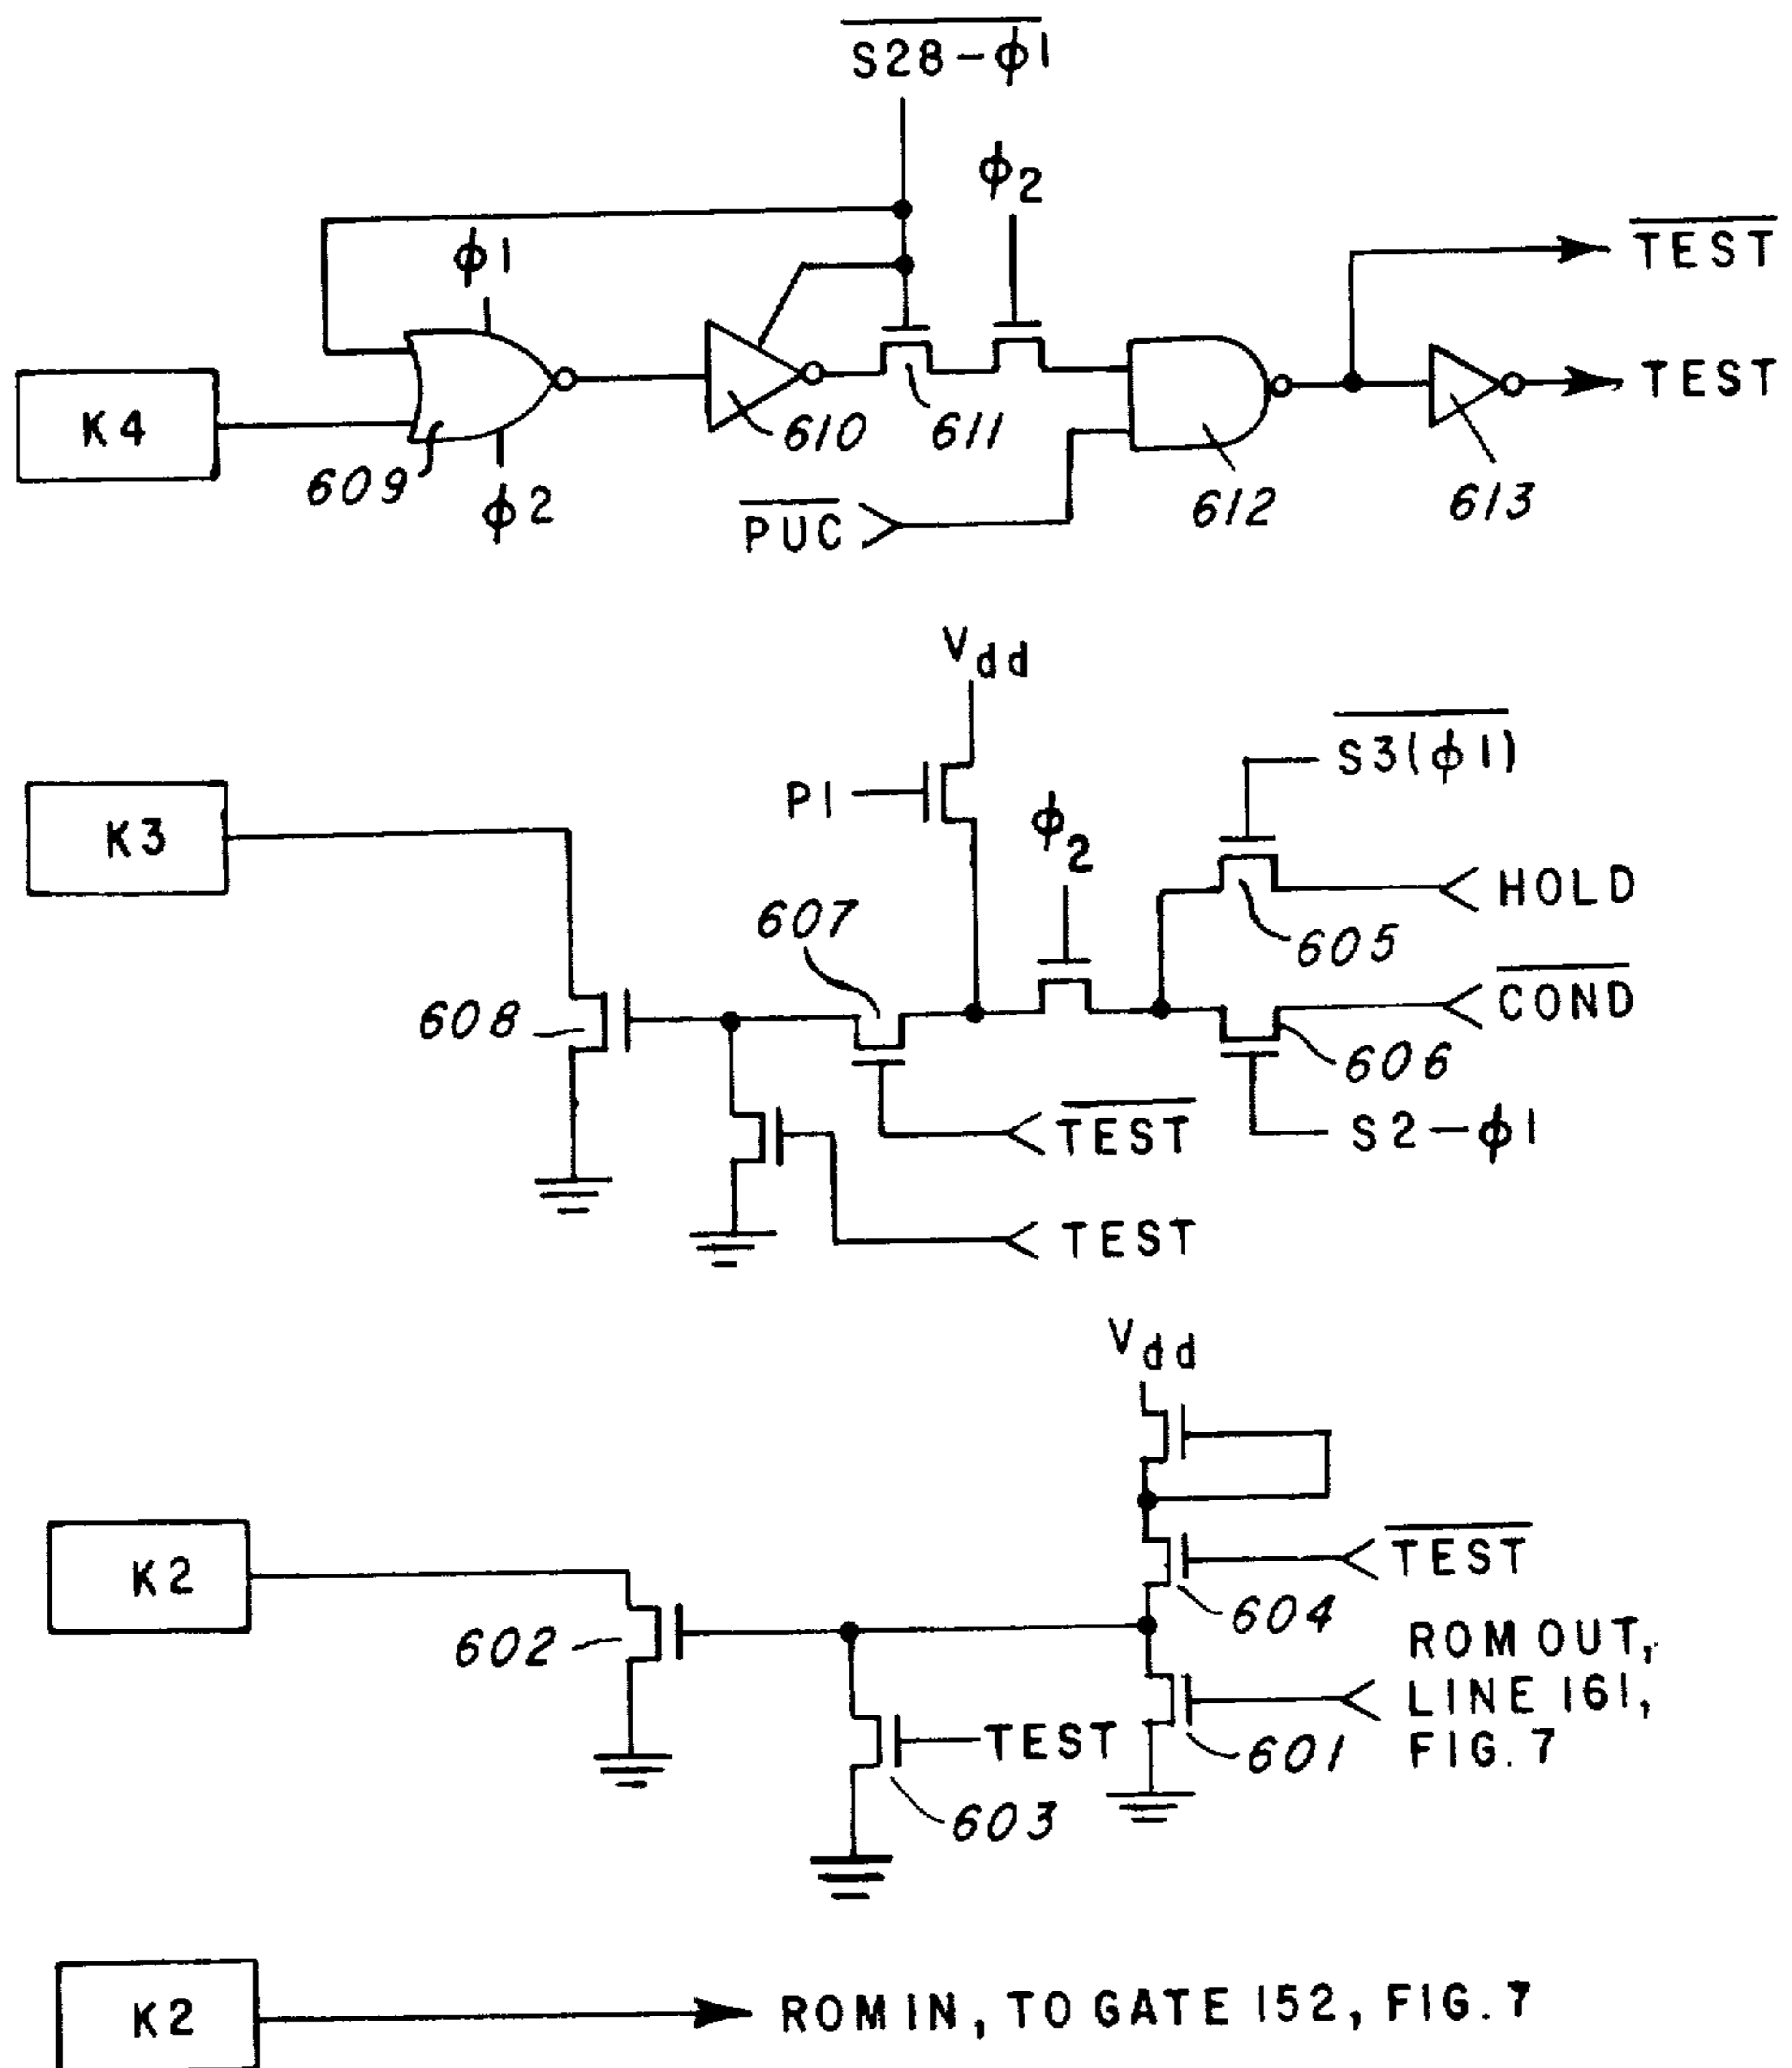 S28-ϕ1
ϕ2
TEST
ϕ1
TEST
K4
610
611
609
ϕ2
612
613
PUC
Vdd
S3(ϕ1)
P1
K3
ϕ2
HOLD
607
605
COND
608
606
TEST
S2-ϕ1
TEST
Vdd
TEST
K2
604
602
ROM OUT,
LINE 161,
FIG. 7
TEST
601
603
K2
ROM IN, TO GATE 152, FIG. 7